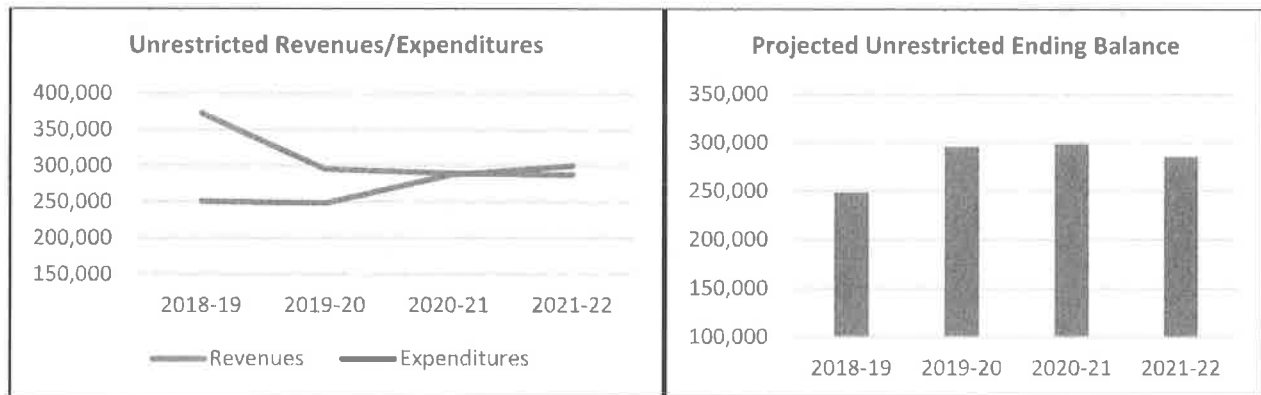 Unrestricted Revenues/Expenditures
400,000
350,000
300,000
250,000
200,000
150,000
2018-19 2019-20 2020-21 2021-22
Revenues Expenditures
Projected Unrestricted Ending Balance
350,000
300,000
250,000
200,000
150,000
100,000
2018-19 2019-20 2020-21 2021-22